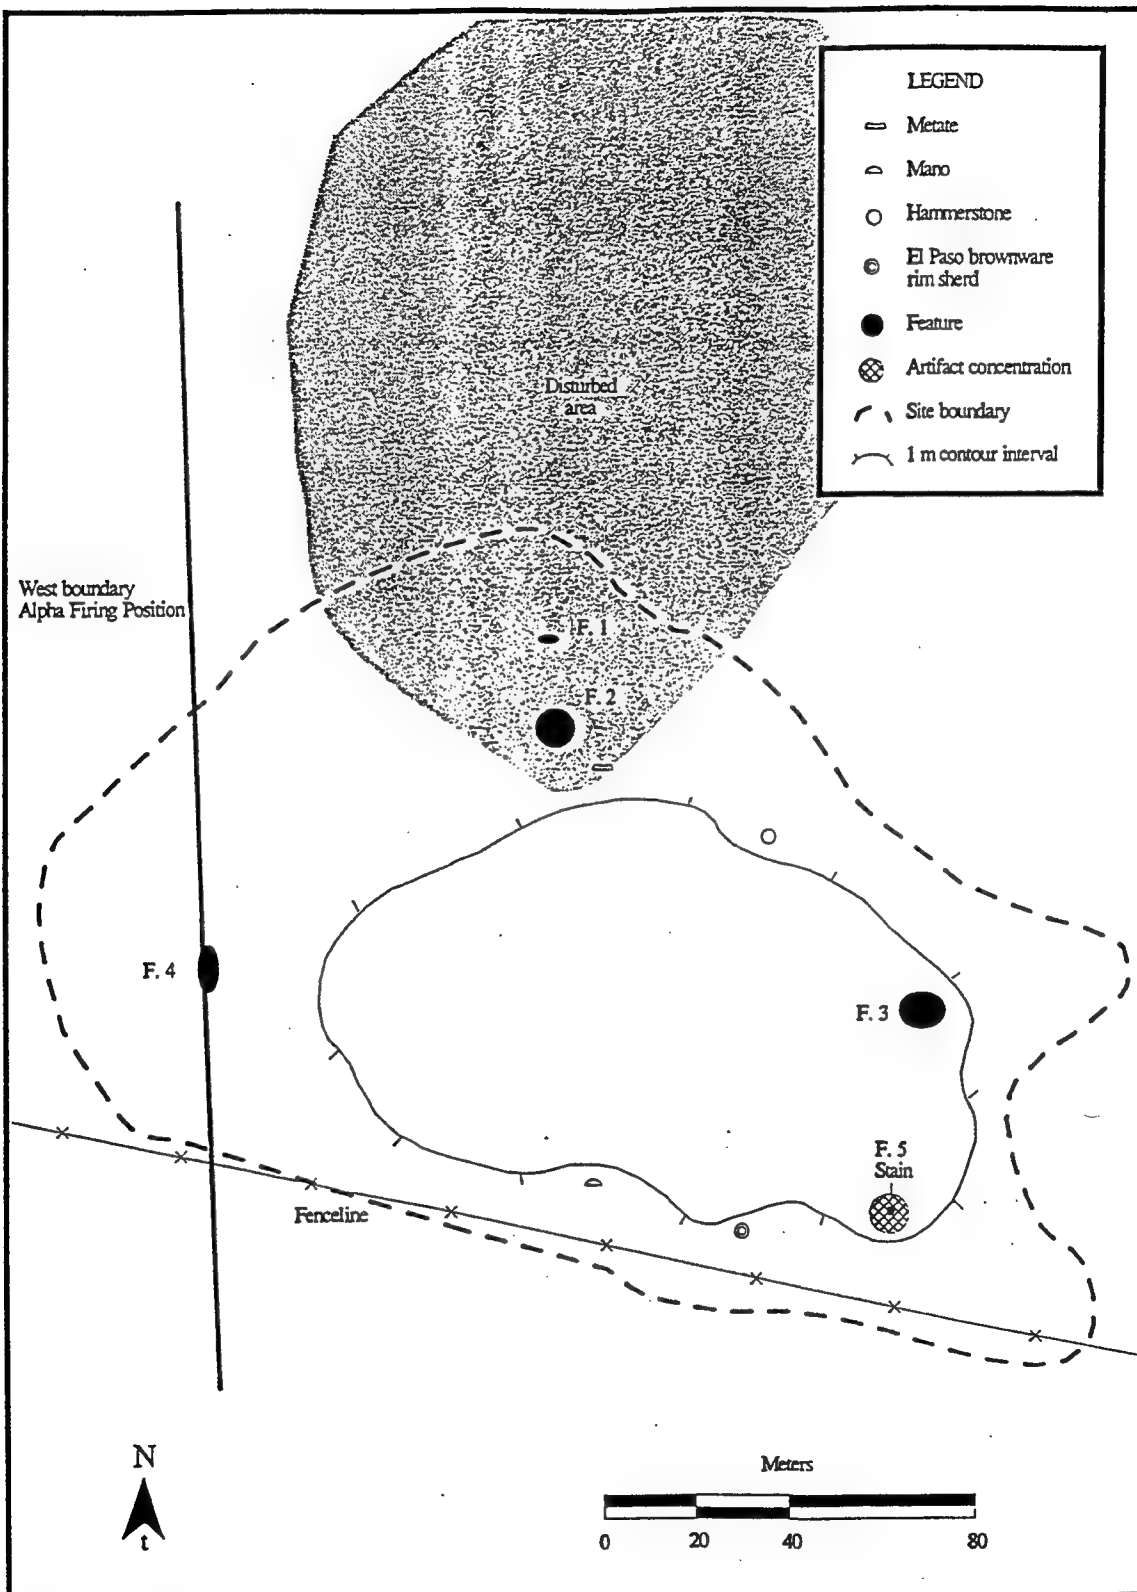 LEGEND
Metate
Mano
Hammerstone
El Paso brownware
rim sherd
Feature
Artifact concentration
Site boundary
1 m contour interval
Disturbed
area
West boundary
Alpha Firing Position
F. 1
F. 2
F. 4
F. 3
F. 5
Stain
Fenceline
N
t
Meters
0 20 40 80